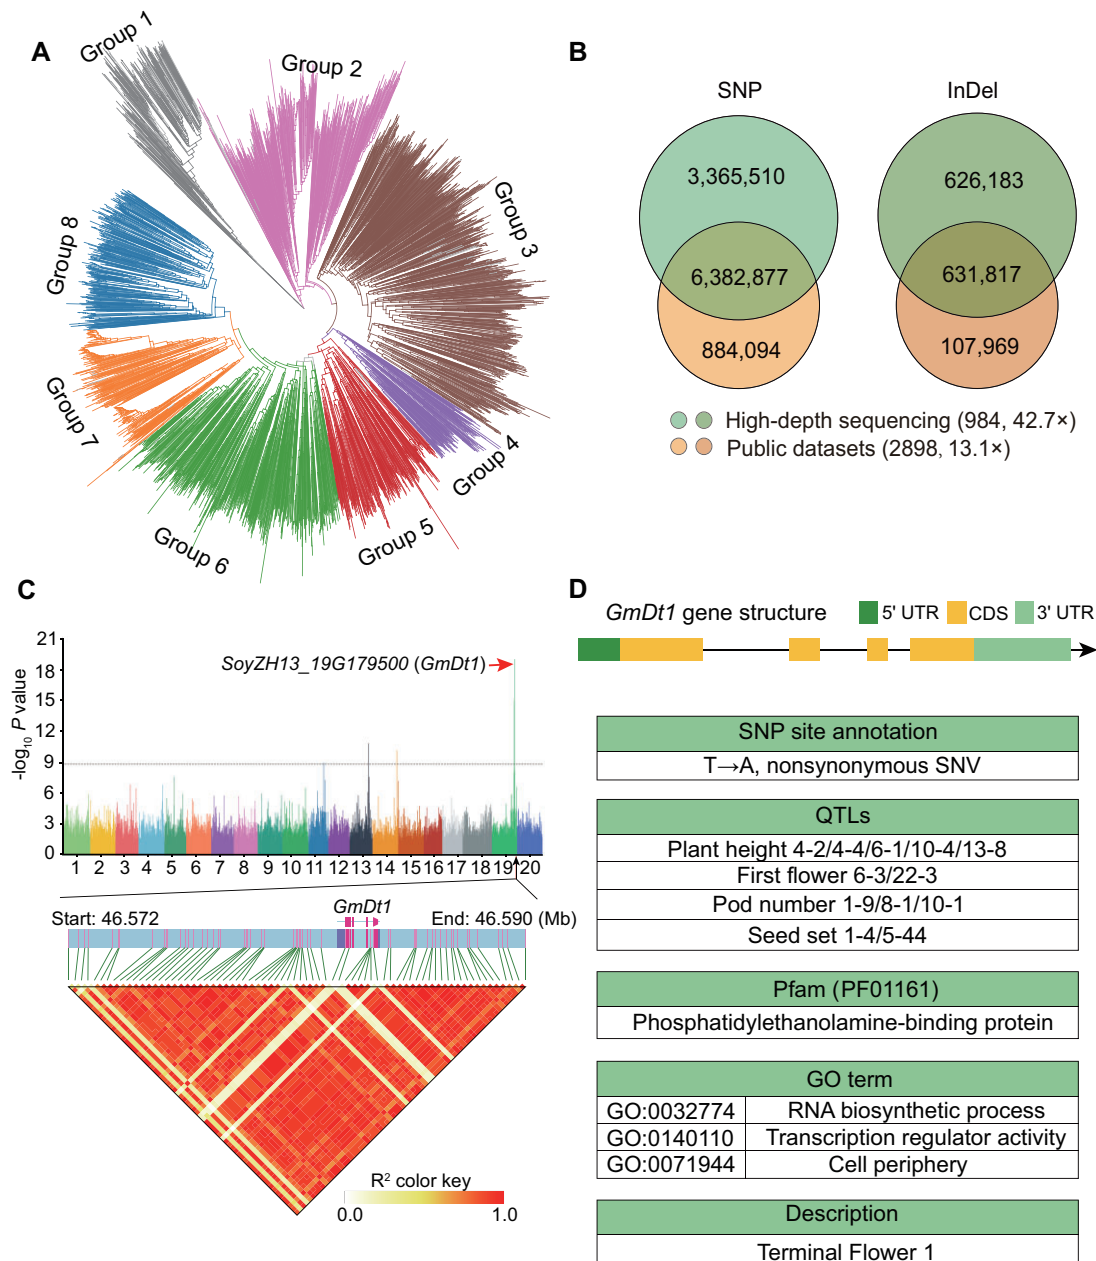 A
Group 1
Group 2
Group 3
Group 4
Group 5
Group 6
Group 7
Group 8
B
SNP
InDel
3,365,510
626,183
6,382,877
631,817
884,094
107,969
High-depth sequencing (984, 42.7×)
Public datasets (2898, 13.1×)
C
-log10 P value
21
18
15
12
9
6
3
0
SoyZH13_19G179500 (GmDt1)
1 2 3 4 5 6 7 8 9 10 11 12 13 14 15 16 17 18 19 20
GmDt1
Start: 46.572
End: 46.590 (Mb)
R² color key
0.0
1.0
D
GmDt1 gene structure
5' UTR
CDS
3' UTR
SNP site annotation
T→A, nonsynonymous SNV
QTLs
Plant height 4-2/4-4/6-1/10-4/13-8
First flower 6-3/22-3
Pod number 1-9/8-1/10-1
Seed set 1-4/5-44
Pfam (PF01161)
Phosphatidylethanolamine-binding protein
GO term
GO:0032774 RNA biosynthetic process
GO:0140110 Transcription regulator activity
GO:0071944 Cell periphery
Description
Terminal Flower 1